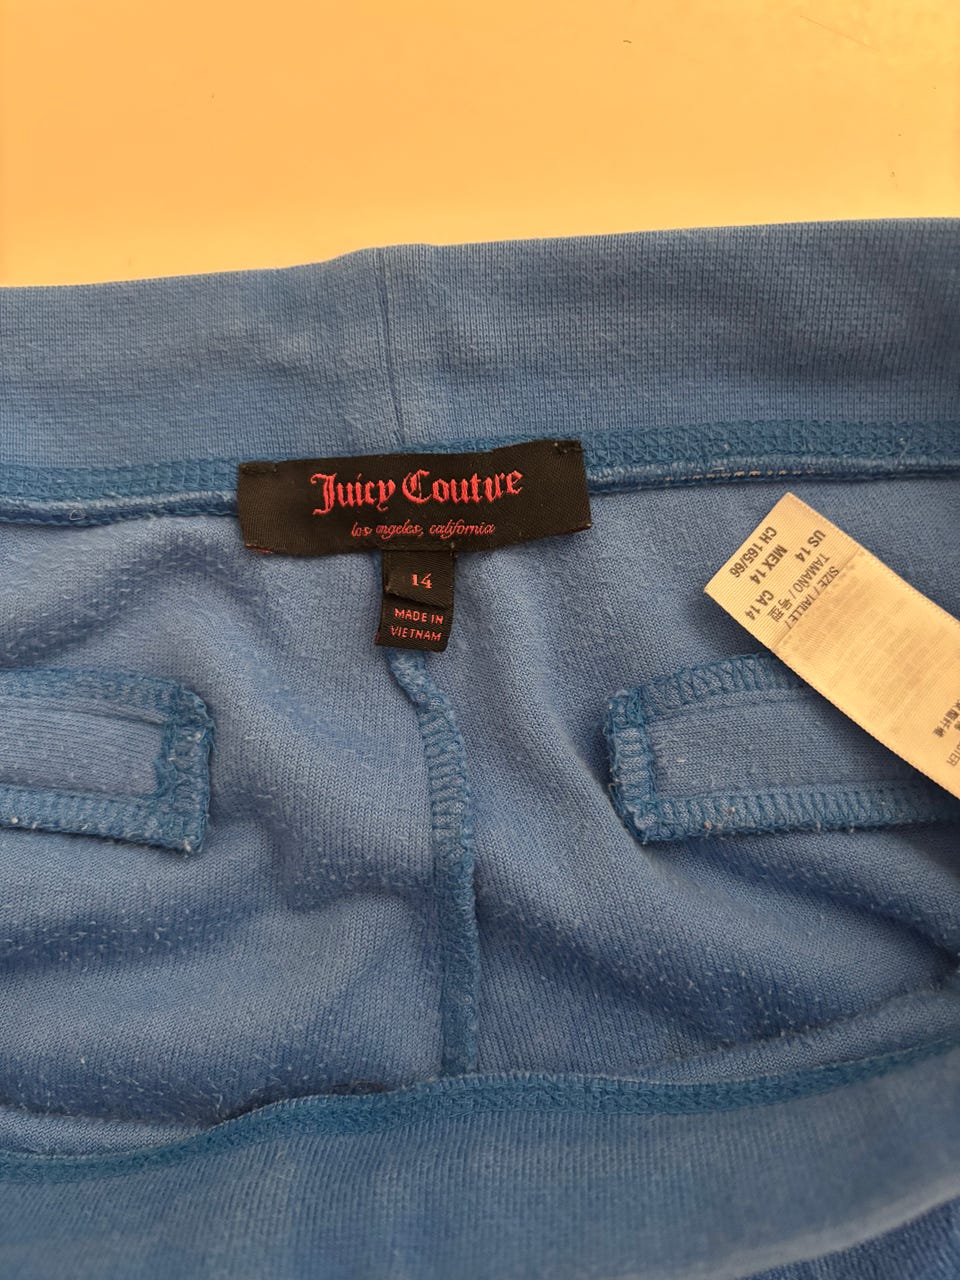 Juicy Couture
los angeles, california
14
MADE IN
VIETNAM
SIZE / TAILLE /
TAMAÑO / 号型
US 14 CA 14
MEX 14
CH 165/66